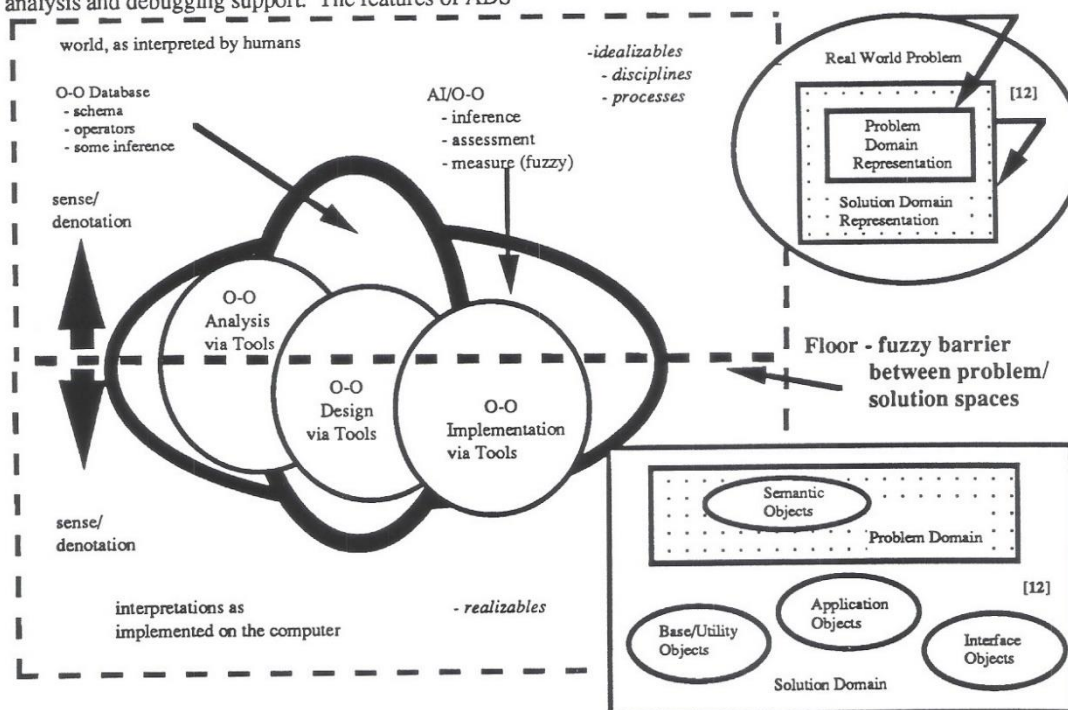 analysis and debugging support. The features of ADS
world, as interpreted by humans
-idealizables
- disciplines
- processes
O-O Database
- schema
- operators
- some inference
AI/O-O
- inference
- assessment
- measure (fuzzy)
Real World Problem
[12]
Problem
Domain
Representation
Solution Domain
Representation
sense/
denotation
O-O
Analysis
via Tools
O-O
Design
via Tools
O-O
Implementation
via Tools
Floor - fuzzy barrier
between problem/
solution spaces
sense/
denotation
interpretations as
implemented on the computer
- realizables
Semantic
Objects
Problem Domain
[12]
Application
Objects
Base/Utility
Objects
Interface
Objects
Solution Domain